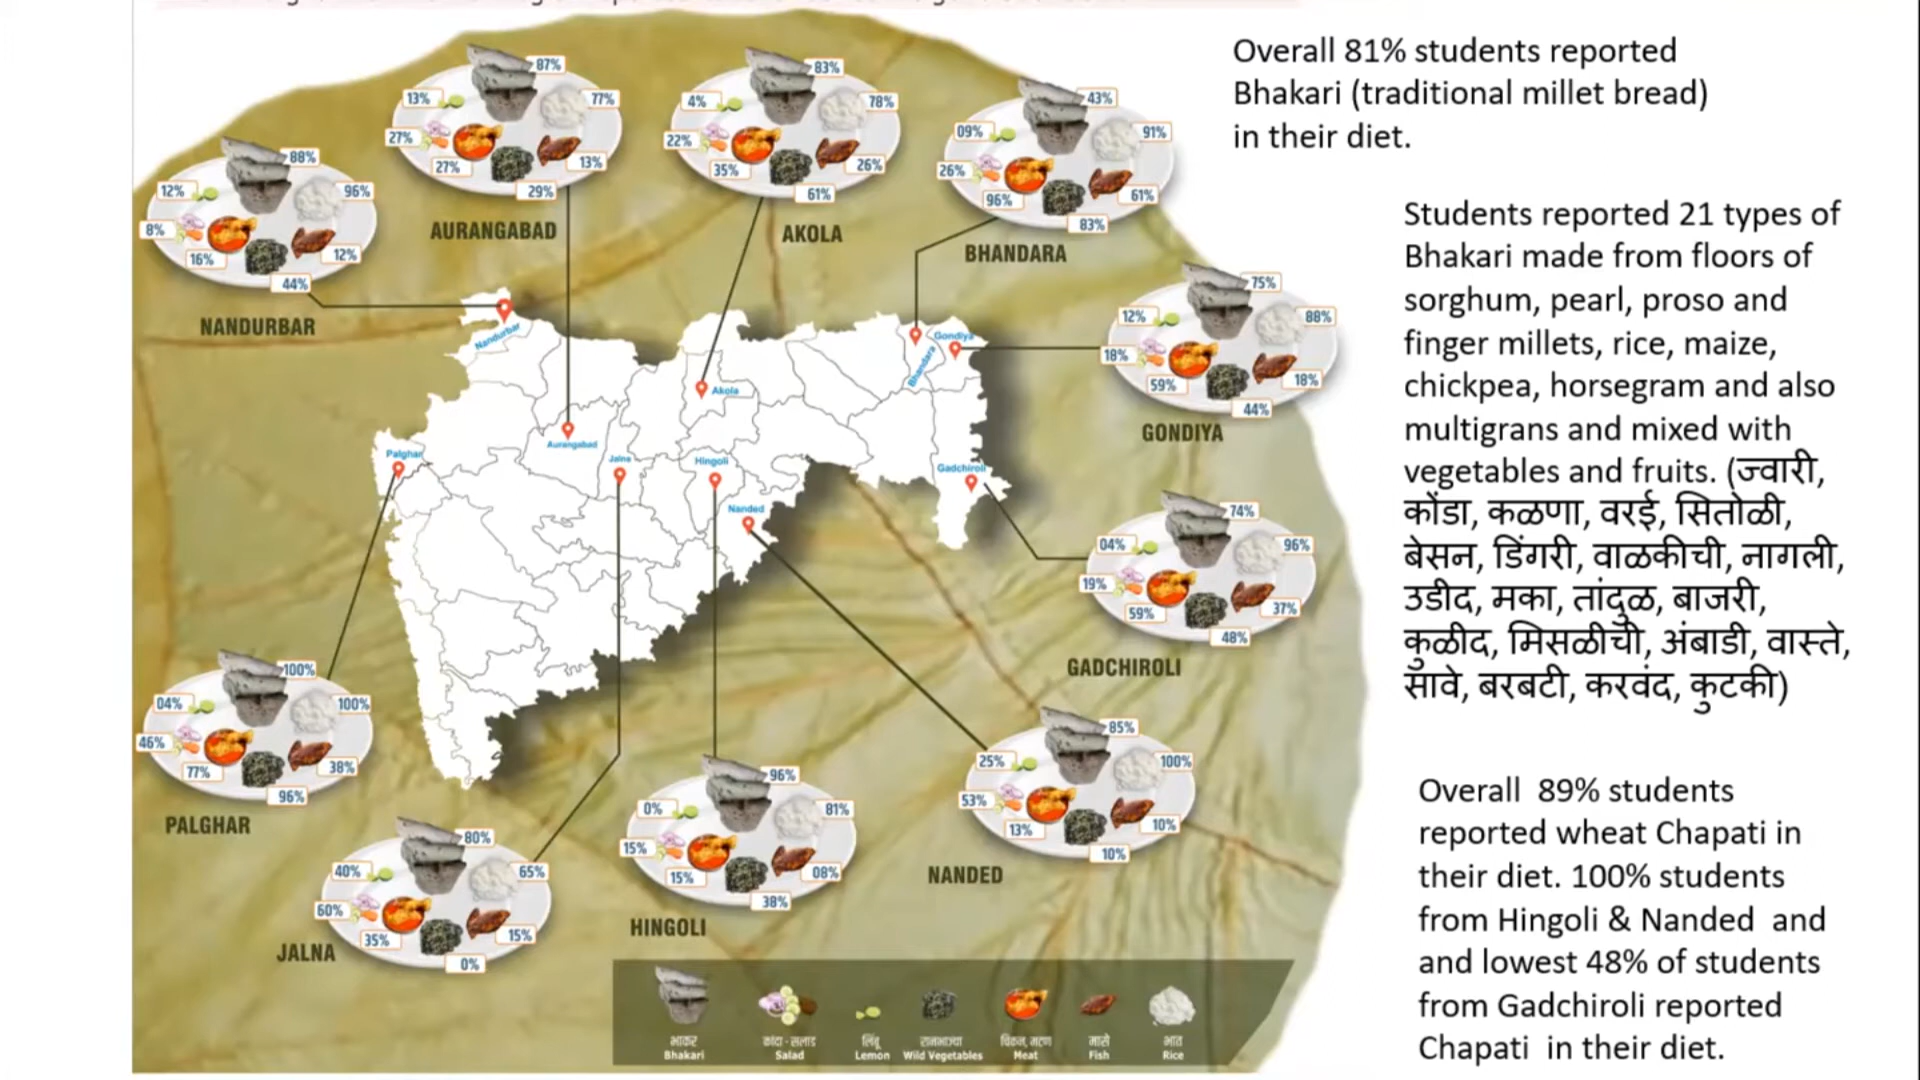 Overall 81% students reported
Bhakari (traditional millet bread)
in their diet.
Students reported 21 types of
Bhakari made from floors of
sorghum, pearl, proso and
finger millets, rice, maize,
chickpea, horsegram and also
multigrans and mixed with
vegetables and fruits. (ज्वारी,
कोंडा, कळणा, वरई, सितोळी,
बेसन, डिंगरी, वाळकीची, नागली,
उडीद, मका, तांदुळ, बाजरी,
कुळीद, मिसळीची, अंबाडी, वास्ते,
सावे, बरबटी, करवंद, कुटकी)
Overall 89% students
reported wheat Chapati in
their diet. 100% students
from Hingoli & Nanded and
and lowest 48% of students
from Gadchiroli reported
Chapati in their diet.
88%
12%
96%
8%
16%
12%
44%
NANDURBAR
87%
13%
77%
27%
27%
13%
29%
AURANGABAD
83%
4%
78%
22%
35%
26%
61%
AKOLA
43%
09%
91%
26%
96%
61%
83%
BHANDARA
75%
12%
88%
18%
59%
18%
44%
GONDIYA
74%
04%
96%
19%
59%
37%
48%
GADCHIROLI
85%
25%
100%
53%
13%
10%
10%
NANDED
96%
0%
81%
15%
15%
08%
38%
HINGOLI
80%
40%
65%
60%
35%
15%
0%
JALNA
100%
04%
100%
46%
77%
38%
96%
PALGHAR
Nandurbar
Aurangabad
Akola
Bhandara
Gondiya
Palghar
Jalna
Hingoli
Nanded
Gadchiroli
भाकर
Bhakari
कांदा - सलाड
Salad
लिंबू
Lemon
रानभाज्या
Wild Vegetables
चिकन, मटण
Meat
मासे
Fish
भात
Rice